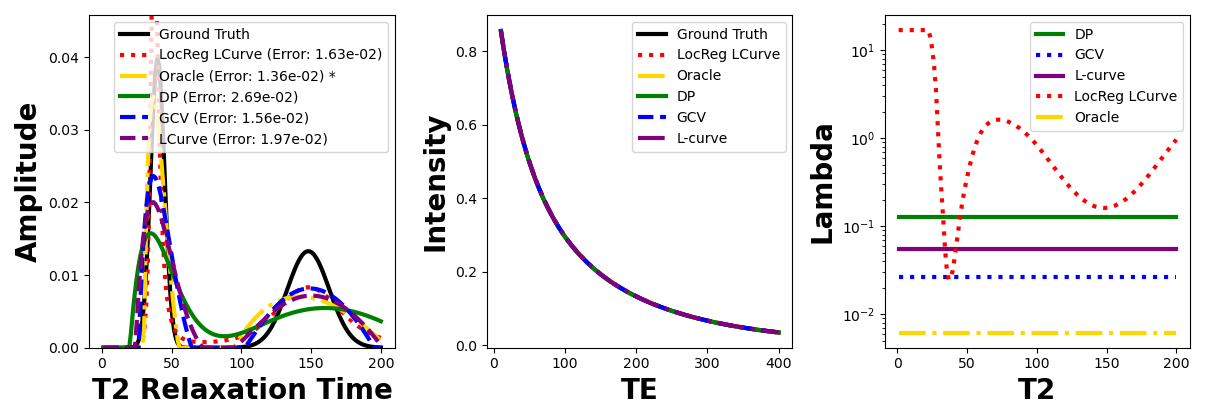 Amplitude
0.04
0.03
0.02
0.01
0.00
Ground Truth
LocReg LCurve (Error: 1.63e-02)
Oracle (Error: 1.36e-02) *
DP (Error: 2.69e-02)
GCV (Error: 1.56e-02)
LCurve (Error: 1.97e-02)
0 50 100 150 200
T2 Relaxation Time
Intensity
0.8
0.6
0.4
0.2
0.0
Ground Truth
LocReg LCurve
Oracle
DP
GCV
L-curve
0 100 200 300 400
TE
Lambda
10¹
10⁰
10⁻¹
10⁻²
DP
GCV
L-curve
LocReg LCurve
Oracle
0 50 100 150 200
T2